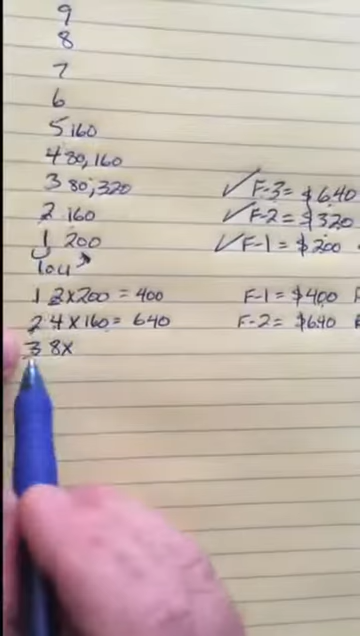 9
8
7
6
5 160
4 80,160
3 80,320 ✓ F-3 = $640
2 160 ✓ F-2 = $320
1 200 ✓ F-1 = $200
1 2x200 = 400 F-1 = $400
2 4x160 = 640 F-2 = $640
3 8x